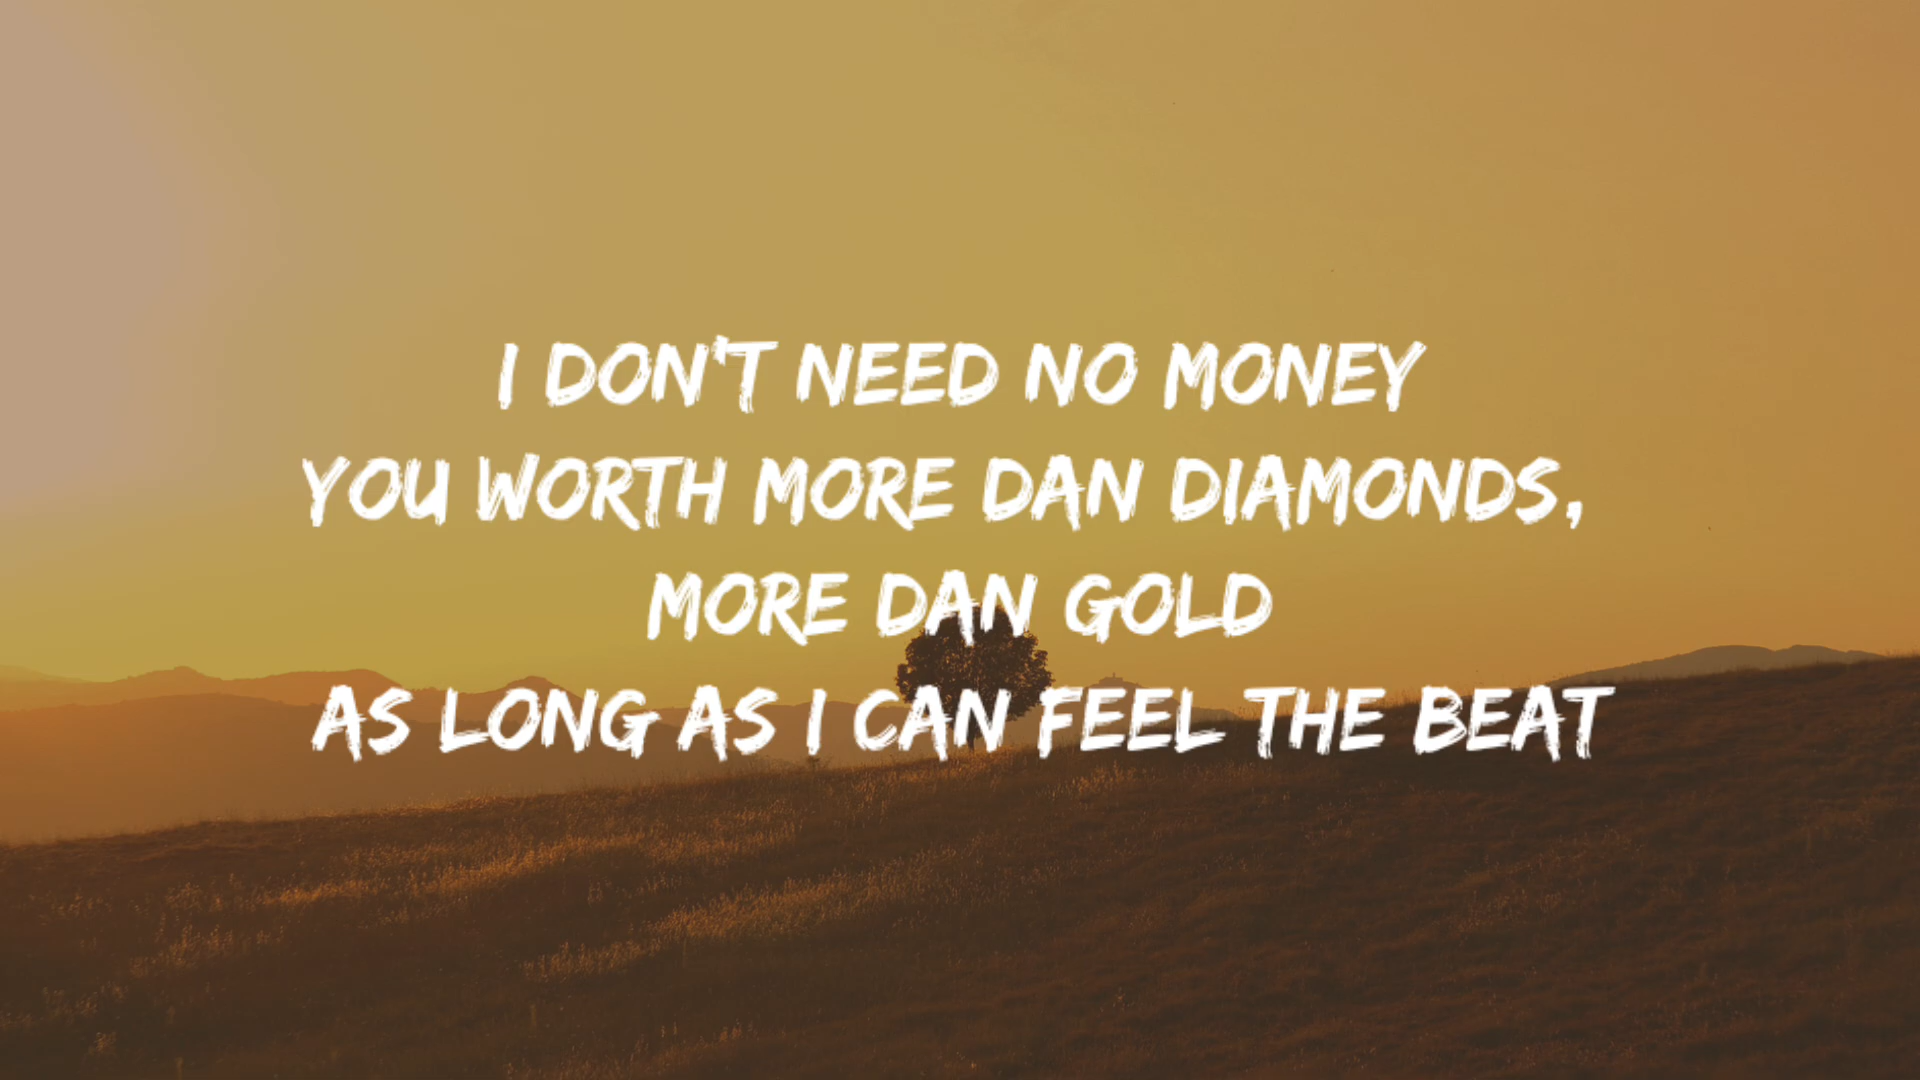 I DON'T NEED NO MONEY
YOU WORTH MORE DAN DIAMONDS,
MORE DAN GOLD
AS LONG AS I CAN FEEL THE BEAT